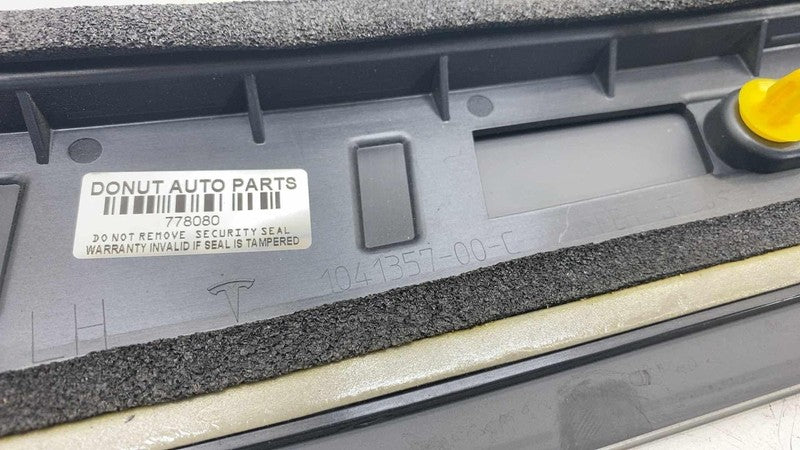 DONUT AUTO PARTS
778080
DO NOT REMOVE SECURITY SEAL
WARRANTY INVALID IF SEAL IS TAMPERED
1041357-00-C
LH